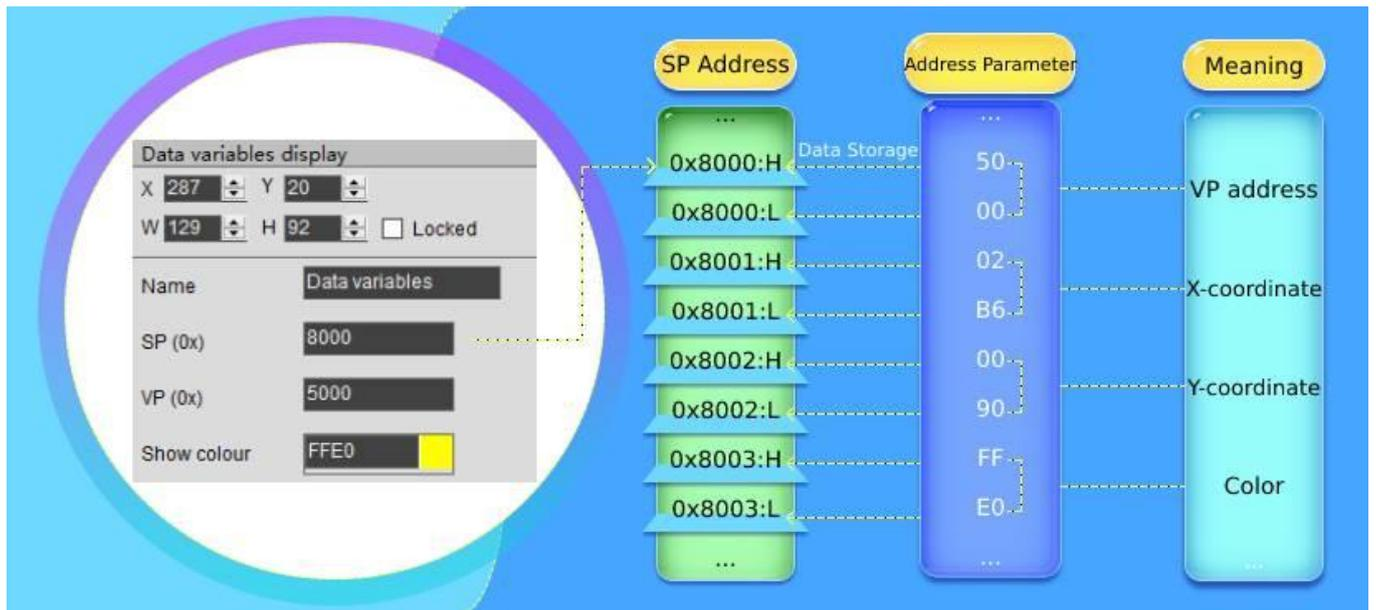 Data variables display
X 287 Y 20
W 129 H 92 Locked
Name Data variables
SP (0x) 8000
VP (0x) 5000
Show colour FFE0
SP Address
...
0x8000:H
0x8000:L
0x8001:H
0x8001:L
0x8002:H
0x8002:L
0x8003:H
0x8003:L
...
Data Storage
Address Parameter
...
50
00
02
B6
00
90
FF
E0
...
Meaning
...
VP address
X-coordinate
Y-coordinate
Color
...